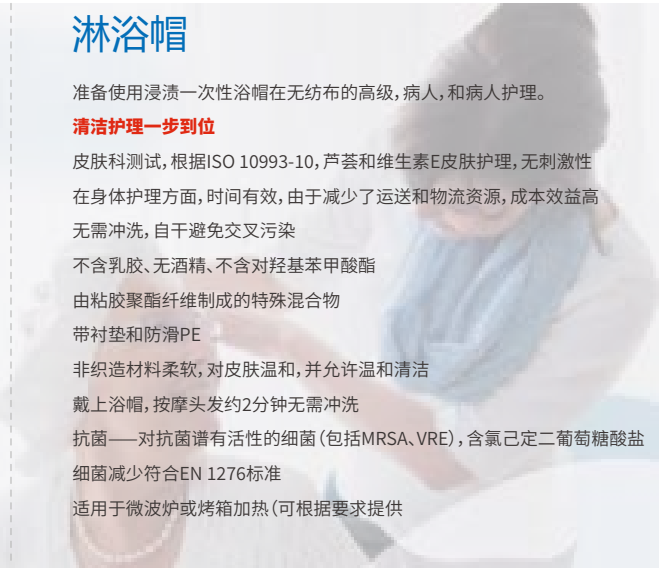 淋浴帽
准备使用浸渍一次性浴帽在无纺布的高级,病人,和病人护理。
清洁护理一步到位
皮肤科测试,根据ISO 10993-10,芦荟和维生素E皮肤护理,无刺激性
在身体护理方面,时间有效,由于减少了运送和物流资源,成本效益高
无需冲洗,自干避免交叉污染
不含乳胶、无酒精、不含对羟基苯甲酸酯
由粘胶聚酯纤维制成的特殊混合物
带衬垫和防滑PE
非织造材料柔软,对皮肤温和,并允许温和清洁
戴上浴帽,按摩头发约2分钟无需冲洗
抗菌——对抗菌谱有活性的细菌(包括MRSA、VRE),含氯己定二葡萄糖酸盐
细菌减少符合EN 1276标准
适用于微波炉或烤箱加热(可根据要求提供